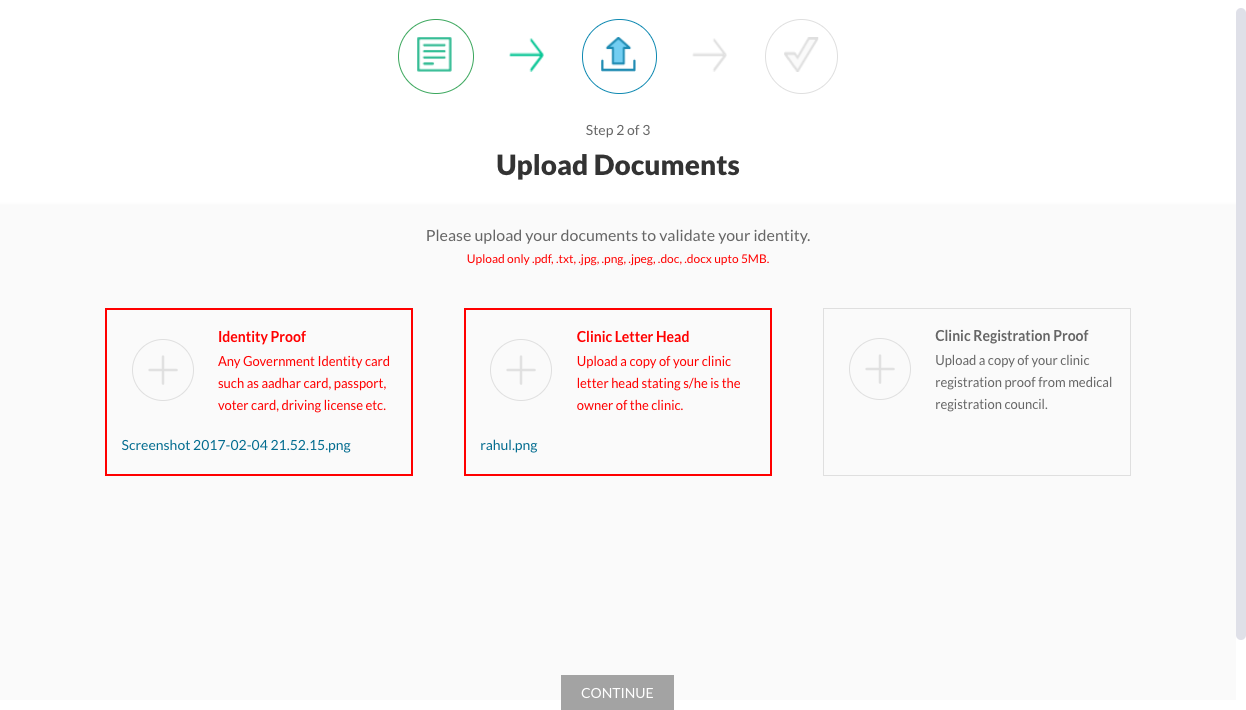 Step 2 of 3
Upload Documents
Please upload your documents to validate your identity.
Upload only .pdf, .txt, .jpg, .png, .jpeg, .doc, .docx upto 5MB.
Identity Proof
Any Government Identity card
such as aadhar card, passport,
voter card, driving license etc.
Screenshot 2017-02-04 21.52.15.png
Clinic Letter Head
Upload a copy of your clinic
letter head stating s/he is the
owner of the clinic.
rahul.png
Clinic Registration Proof
Upload a copy of your clinic
registration proof from medical
registration council.
CONTINUE